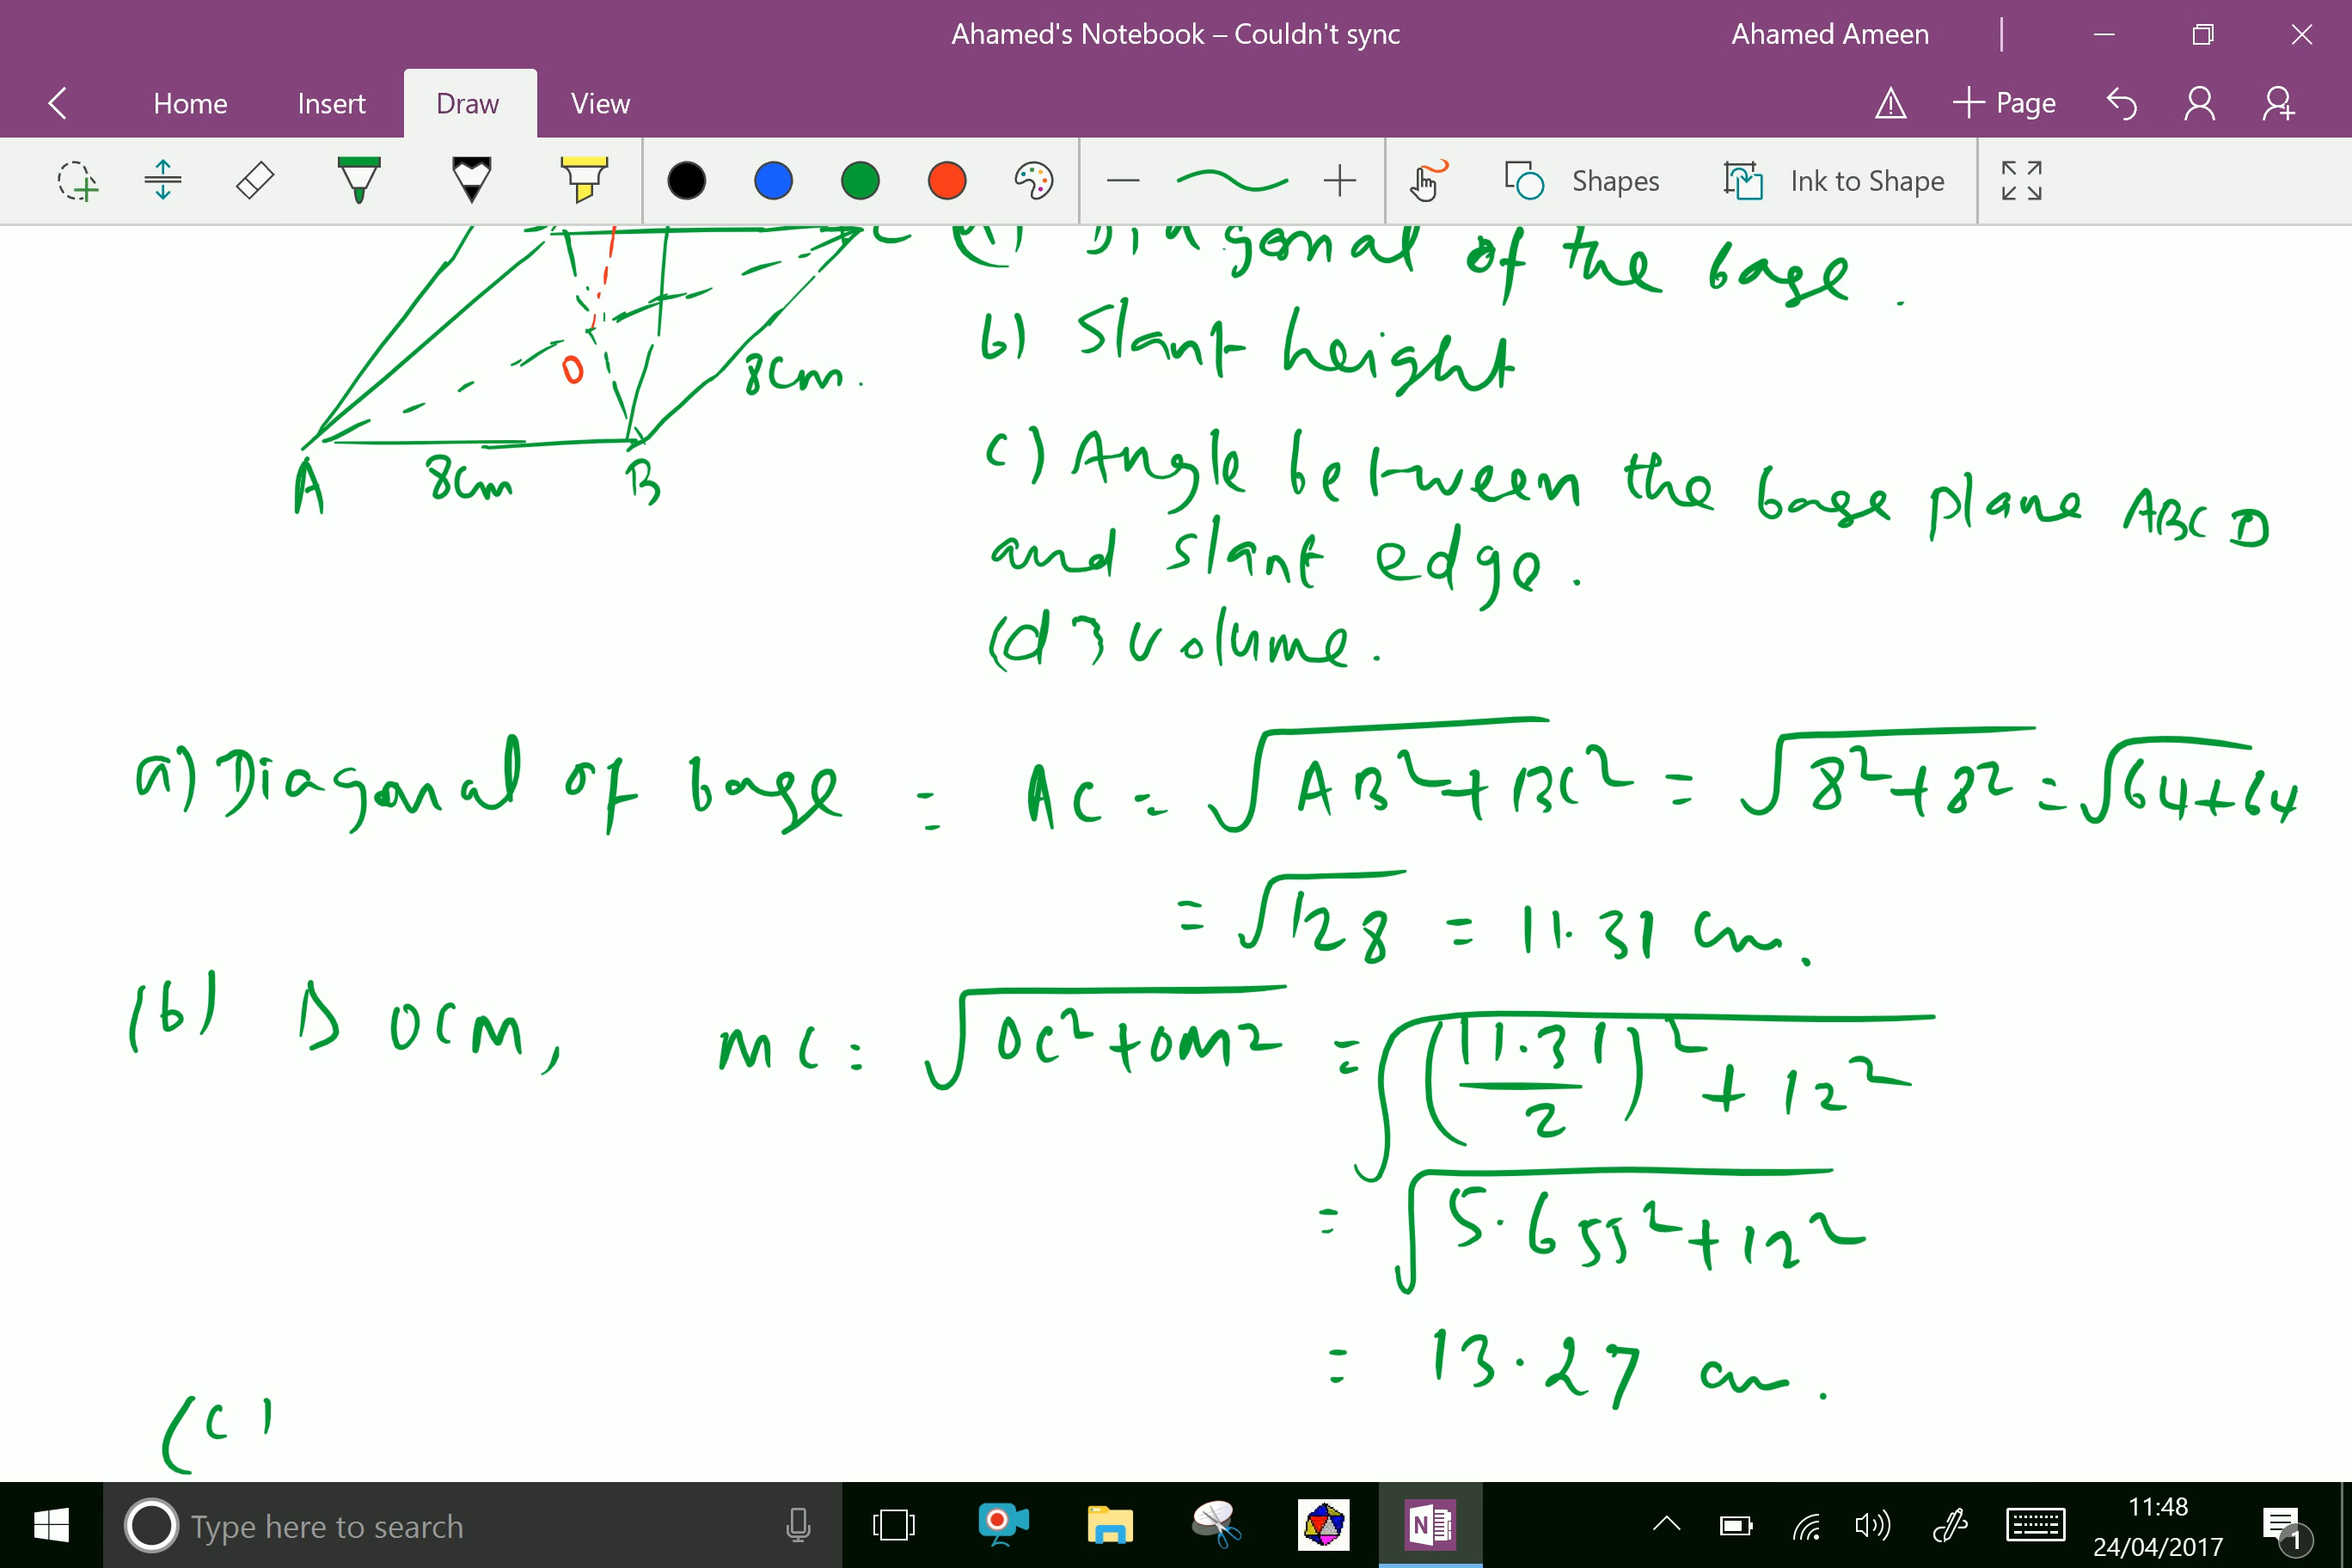 Ahamed's Notebook – Couldn't sync
Ahamed Ameen
Home Insert Draw View
Page
Shapes
Ink to Shape
C (a) Diagonal of the base.
b) Slant height
O
8cm.
A 8cm B
c) Angle between the base plane ABCD
and slant edge.
(d) volume.
a) Diagonal of base = AC = √(AB²+BC²) = √(8²+8²) = √(64+64)
= √128 = 11.31 cm.
(b) Δ OCM, MC = √(OC²+OM²) = √((11.31/2)²+12²)
= √(5.655²+12²)
= 13.27 cm.
(c)
Type here to search
N
11:48
24/04/2017
1